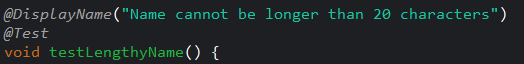 @DisplayName("Name cannot be longer than 20 characters")
@Test
void testLengthyName() {